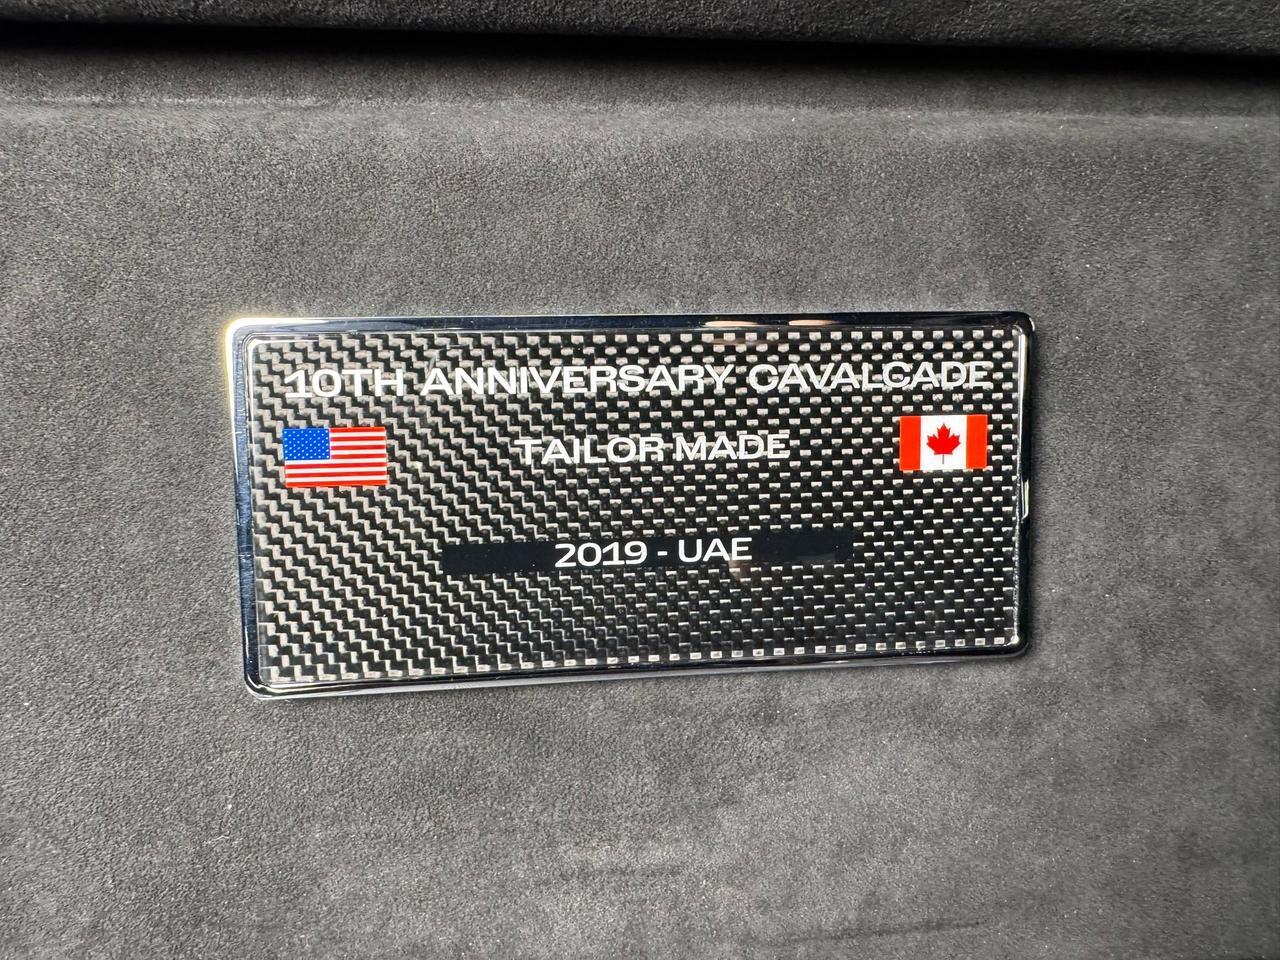 10TH ANNIVERSARY CAVALCADE
TAILOR MADE
2019 - UAE